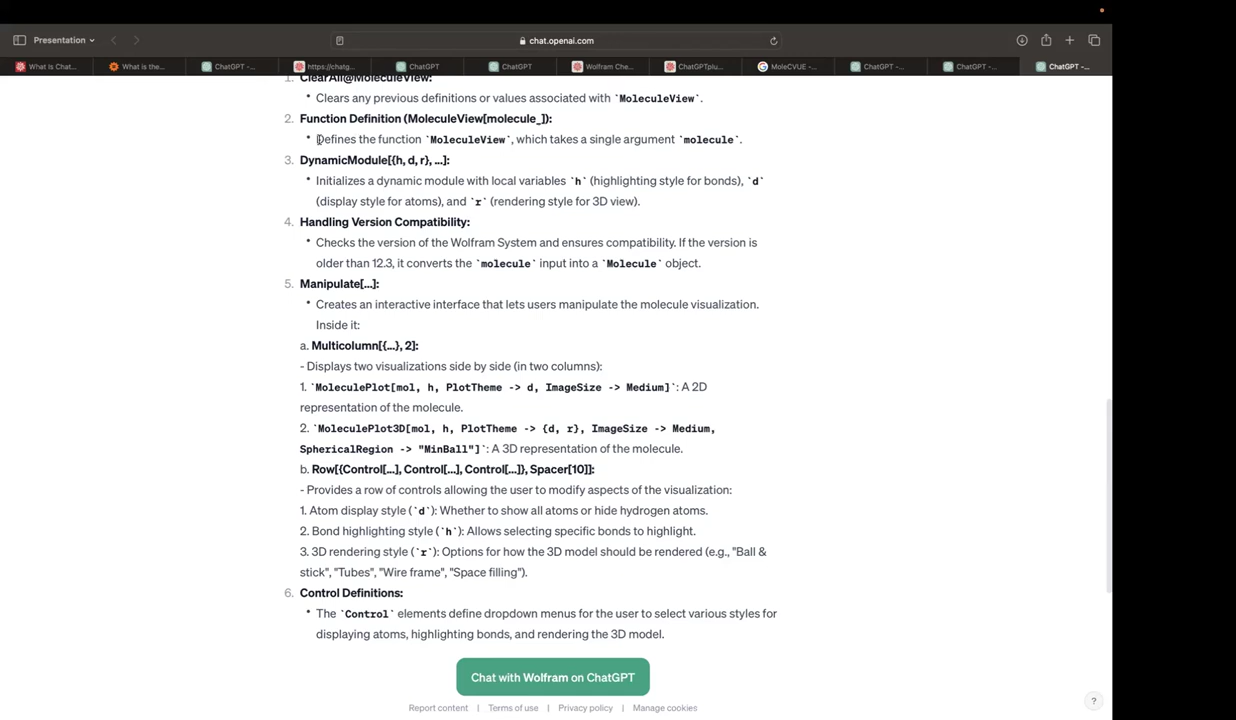 Presentation
chat.openai.com
What Is Chat...
What is the...
ChatGPT -...
https://chatg...
ChatGPT
ChatGPT
Wolfram Che...
ChatGPTplu...
MoleCVUE -...
ChatGPT -...
ChatGPT -...
ChatGPT -...
1. ClearAll@MoleculeView:
• Clears any previous definitions or values associated with `MoleculeView`.
2. Function Definition (MoleculeView[molecule_]):
• Defines the function `MoleculeView`, which takes a single argument `molecule`.
3. DynamicModule[{h, d, r}, ...]:
• Initializes a dynamic module with local variables `h` (highlighting style for bonds), `d`
(display style for atoms), and `r` (rendering style for 3D view).
4. Handling Version Compatibility:
• Checks the version of the Wolfram System and ensures compatibility. If the version is
older than 12.3, it converts the `molecule` input into a `Molecule` object.
5. Manipulate[...]:
• Creates an interactive interface that lets users manipulate the molecule visualization.
Inside it:
a. Multicolumn[{...}, 2]:
- Displays two visualizations side by side (in two columns):
1. `MoleculePlot[mol, h, PlotTheme -> d, ImageSize -> Medium]`: A 2D
representation of the molecule.
2. `MoleculePlot3D[mol, h, PlotTheme -> {d, r}, ImageSize -> Medium,
SphericalRegion -> "MinBall"]`: A 3D representation of the molecule.
b. Row[{Control[...], Control[...], Control[...]}, Spacer[10]]:
- Provides a row of controls allowing the user to modify aspects of the visualization:
1. Atom display style (`d`): Whether to show all atoms or hide hydrogen atoms.
2. Bond highlighting style (`h`): Allows selecting specific bonds to highlight.
3. 3D rendering style (`r`): Options for how the 3D model should be rendered (e.g., "Ball &
stick", "Tubes", "Wire frame", "Space filling").
6. Control Definitions:
• The `Control` elements define dropdown menus for the user to select various styles for
displaying atoms, highlighting bonds, and rendering the 3D model.
Chat with Wolfram on ChatGPT
Report content | Terms of use | Privacy policy | Manage cookies
?